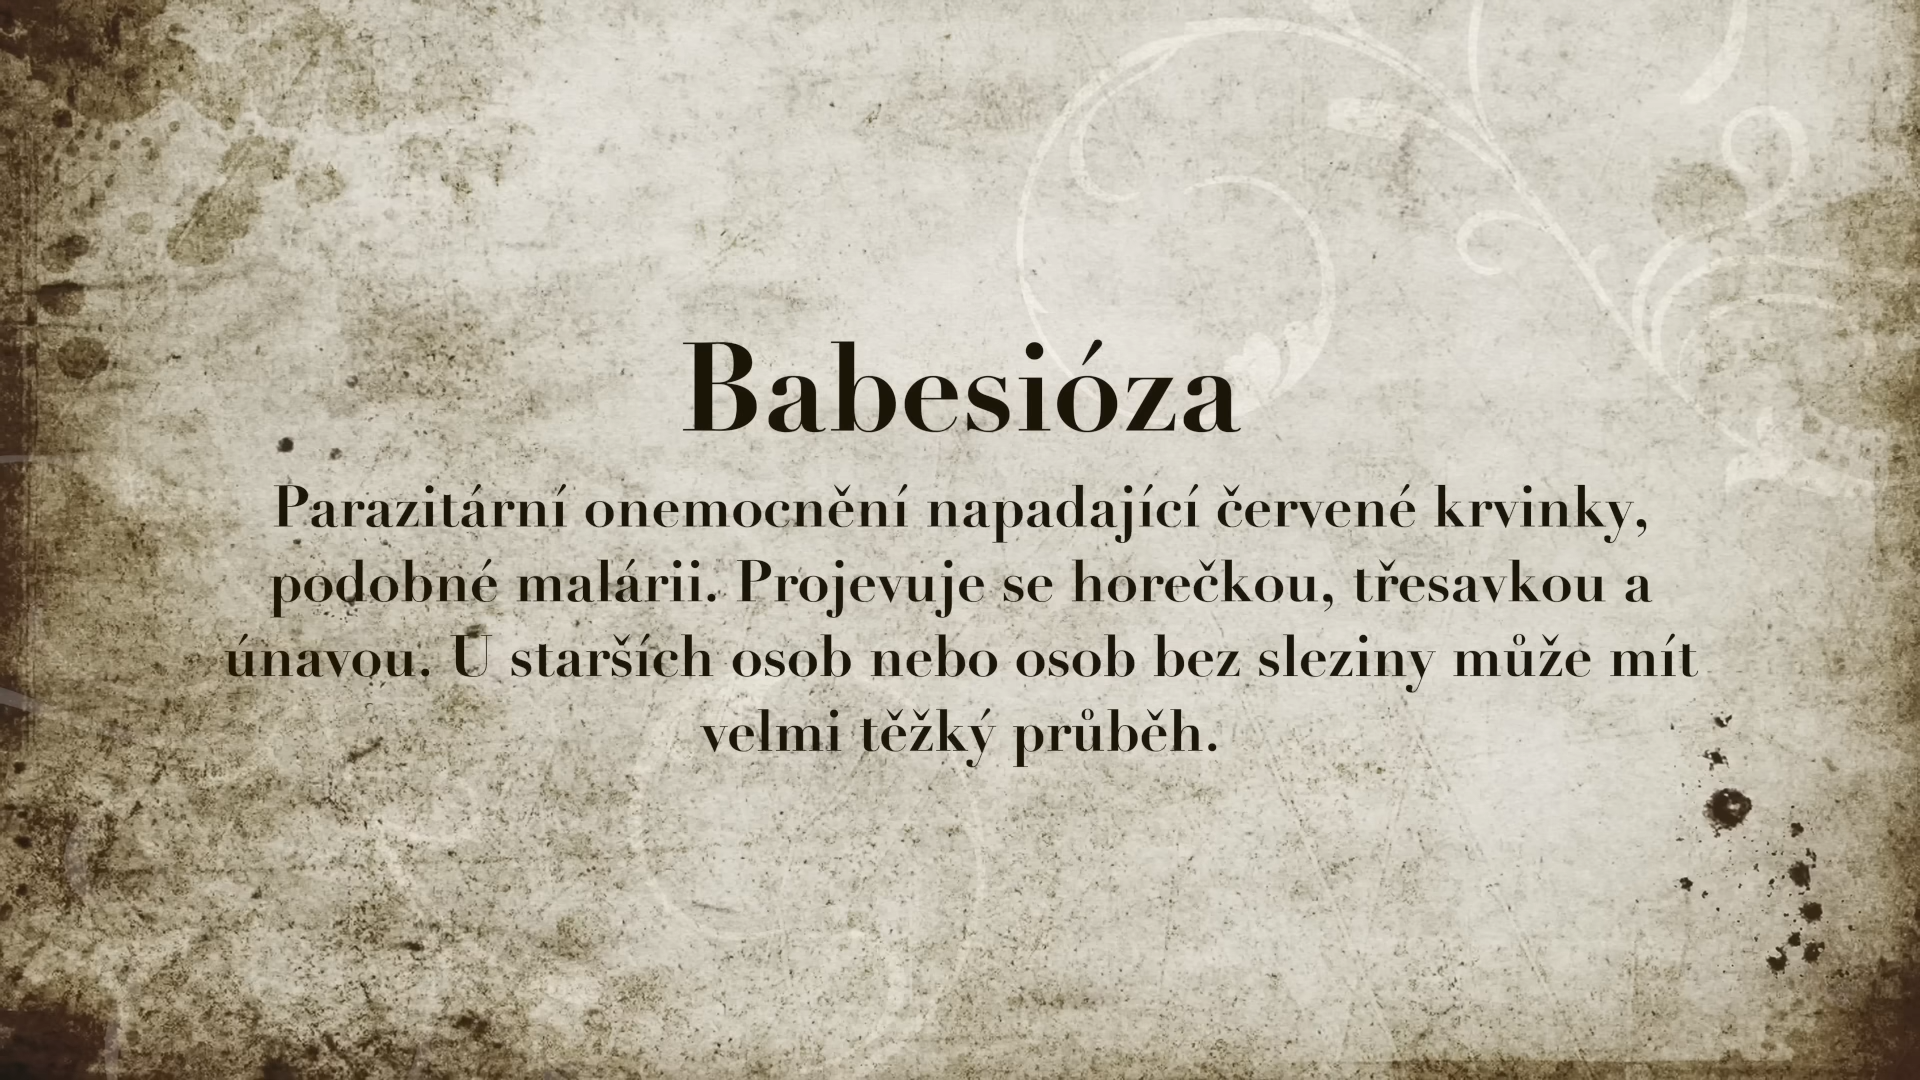 Babesióza
Parazitární onemocnění napadající červené krvinky,
podobné malárii. Projevuje se horečkou, třesavkou a
únavou. U starších osob nebo osob bez sleziny může mít
velmi těžký průběh.